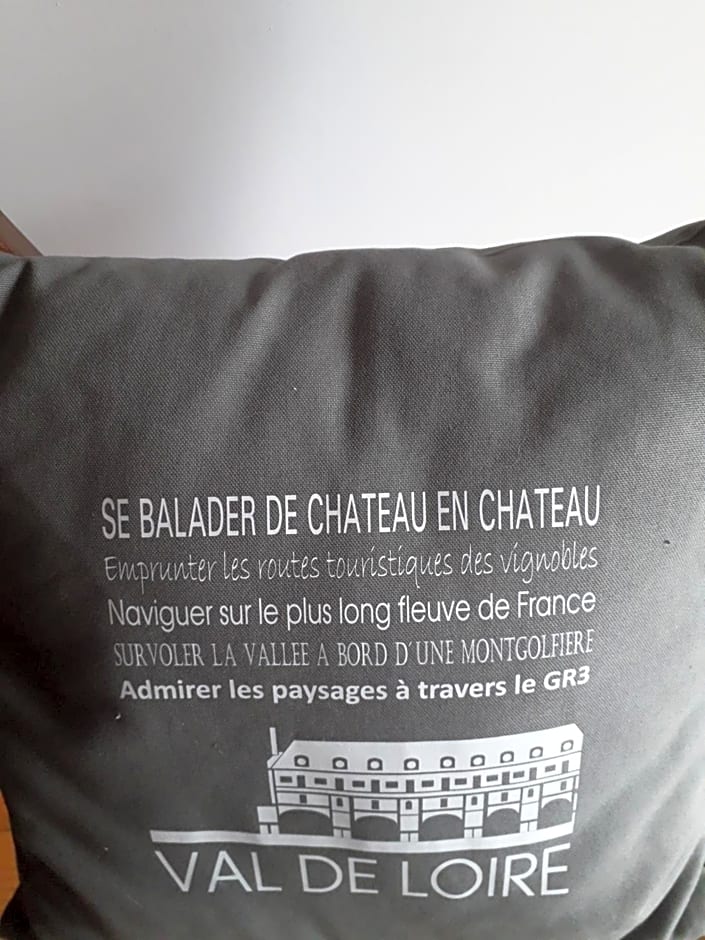 SE BALADER DE CHATEAU EN CHATEAU
Emprunter les routes touristiques des vignobles
Naviguer sur le plus long fleuve de France
SURVOLER LA VALLEE A BORD D'UNE MONTGOLFIERE
Admirer les paysages à travers le GR3
VAL DE LOIRE